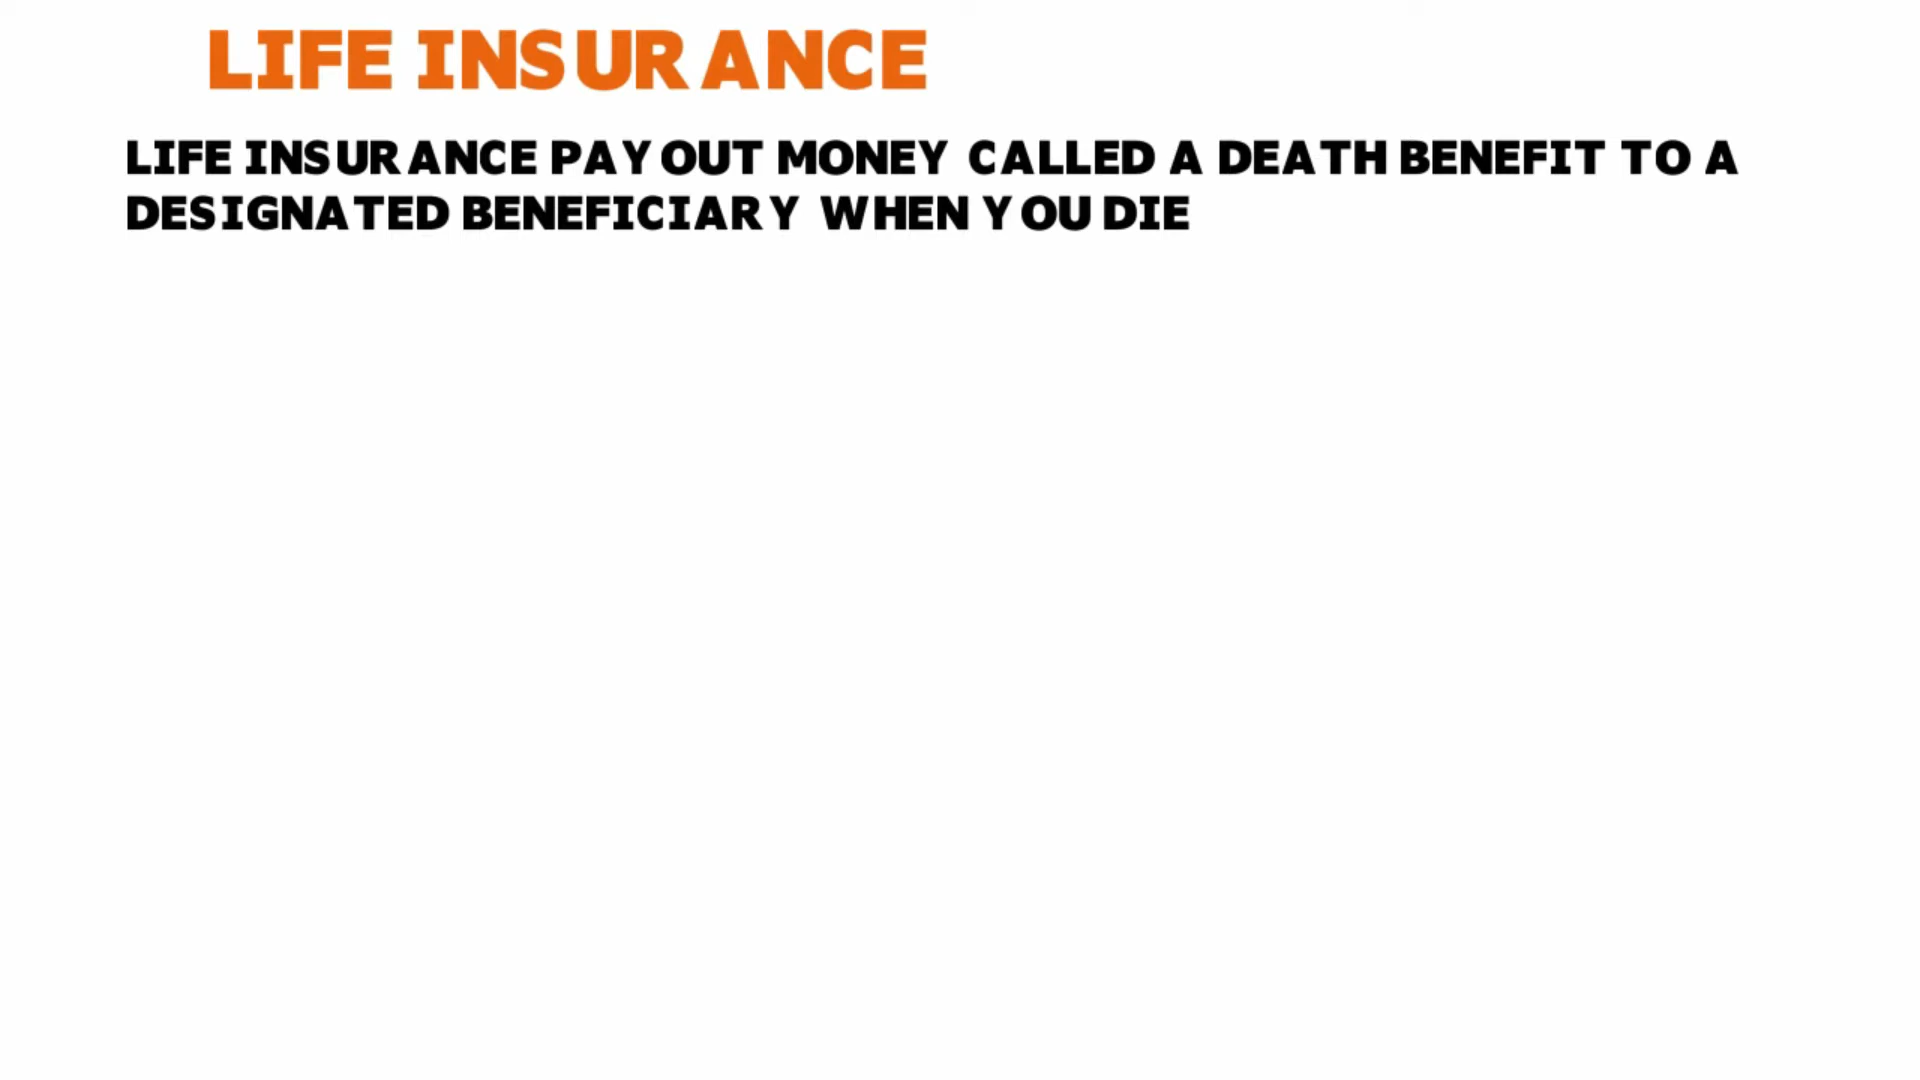 LIFE INSURANCE
LIFE INSURANCE PAYOUT MONEY CALLED A DEATH BENEFIT TO A
DESIGNATED BENEFICIARY WHEN YOU DIE